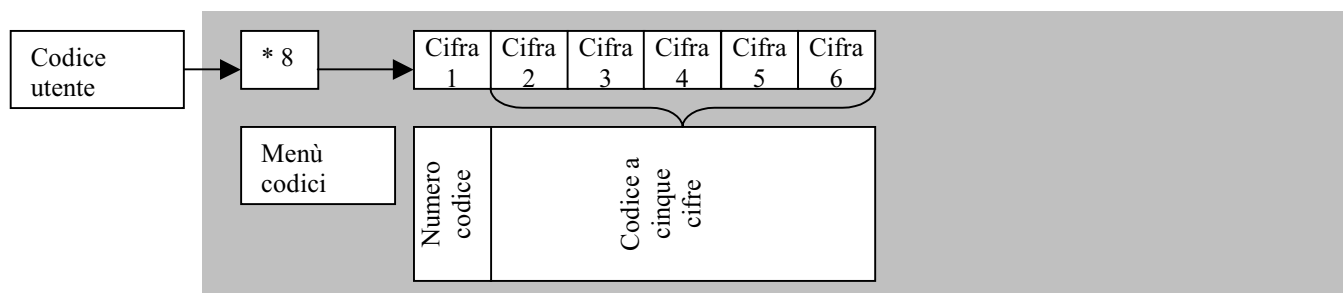 Codice
utente
* 8
Cifra
1
Cifra
2
Cifra
3
Cifra
4
Cifra
5
Cifra
6
Menù
codici
Numero
codice
Codice a
cinque
cifre